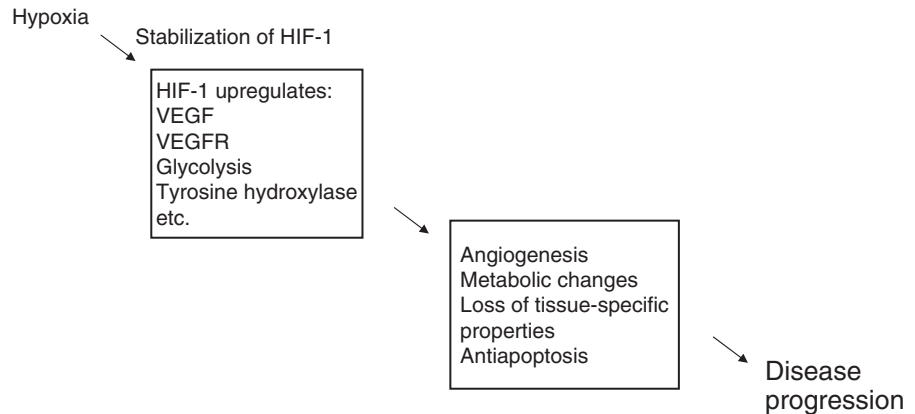 Hypoxia
Stabilization of HIF-1
HIF-1 upregulates:
VEGF
VEGFR
Glycolysis
Tyrosine hydroxylase
etc.
Angiogenesis
Metabolic changes
Loss of tissue-specific
properties
Antiapoptosis
Disease
progression